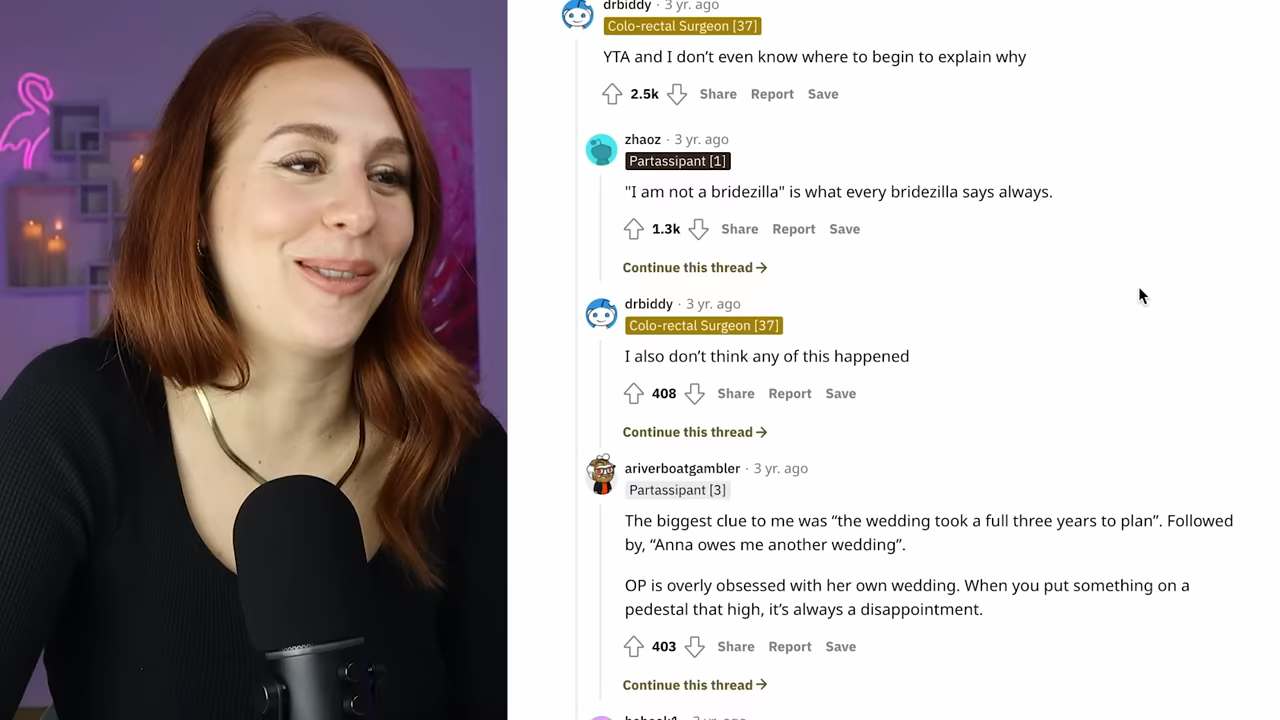 drbiddy · 3 yr. ago
Colo-rectal Surgeon [37]
YTA and I don’t even know where to begin to explain why
2.5k Share Report Save
zhaoz · 3 yr. ago
Partassipant [1]
"I am not a bridezilla" is what every bridezilla says always.
1.3k Share Report Save
Continue this thread →
drbiddy · 3 yr. ago
Colo-rectal Surgeon [37]
I also don’t think any of this happened
408 Share Report Save
Continue this thread →
ariverboatgambler · 3 yr. ago
Partassipant [3]
The biggest clue to me was “the wedding took a full three years to plan”. Followed
by, “Anna owes me another wedding”.
OP is overly obsessed with her own wedding. When you put something on a
pedestal that high, it’s always a disappointment.
403 Share Report Save
Continue this thread →
3 yr. ago